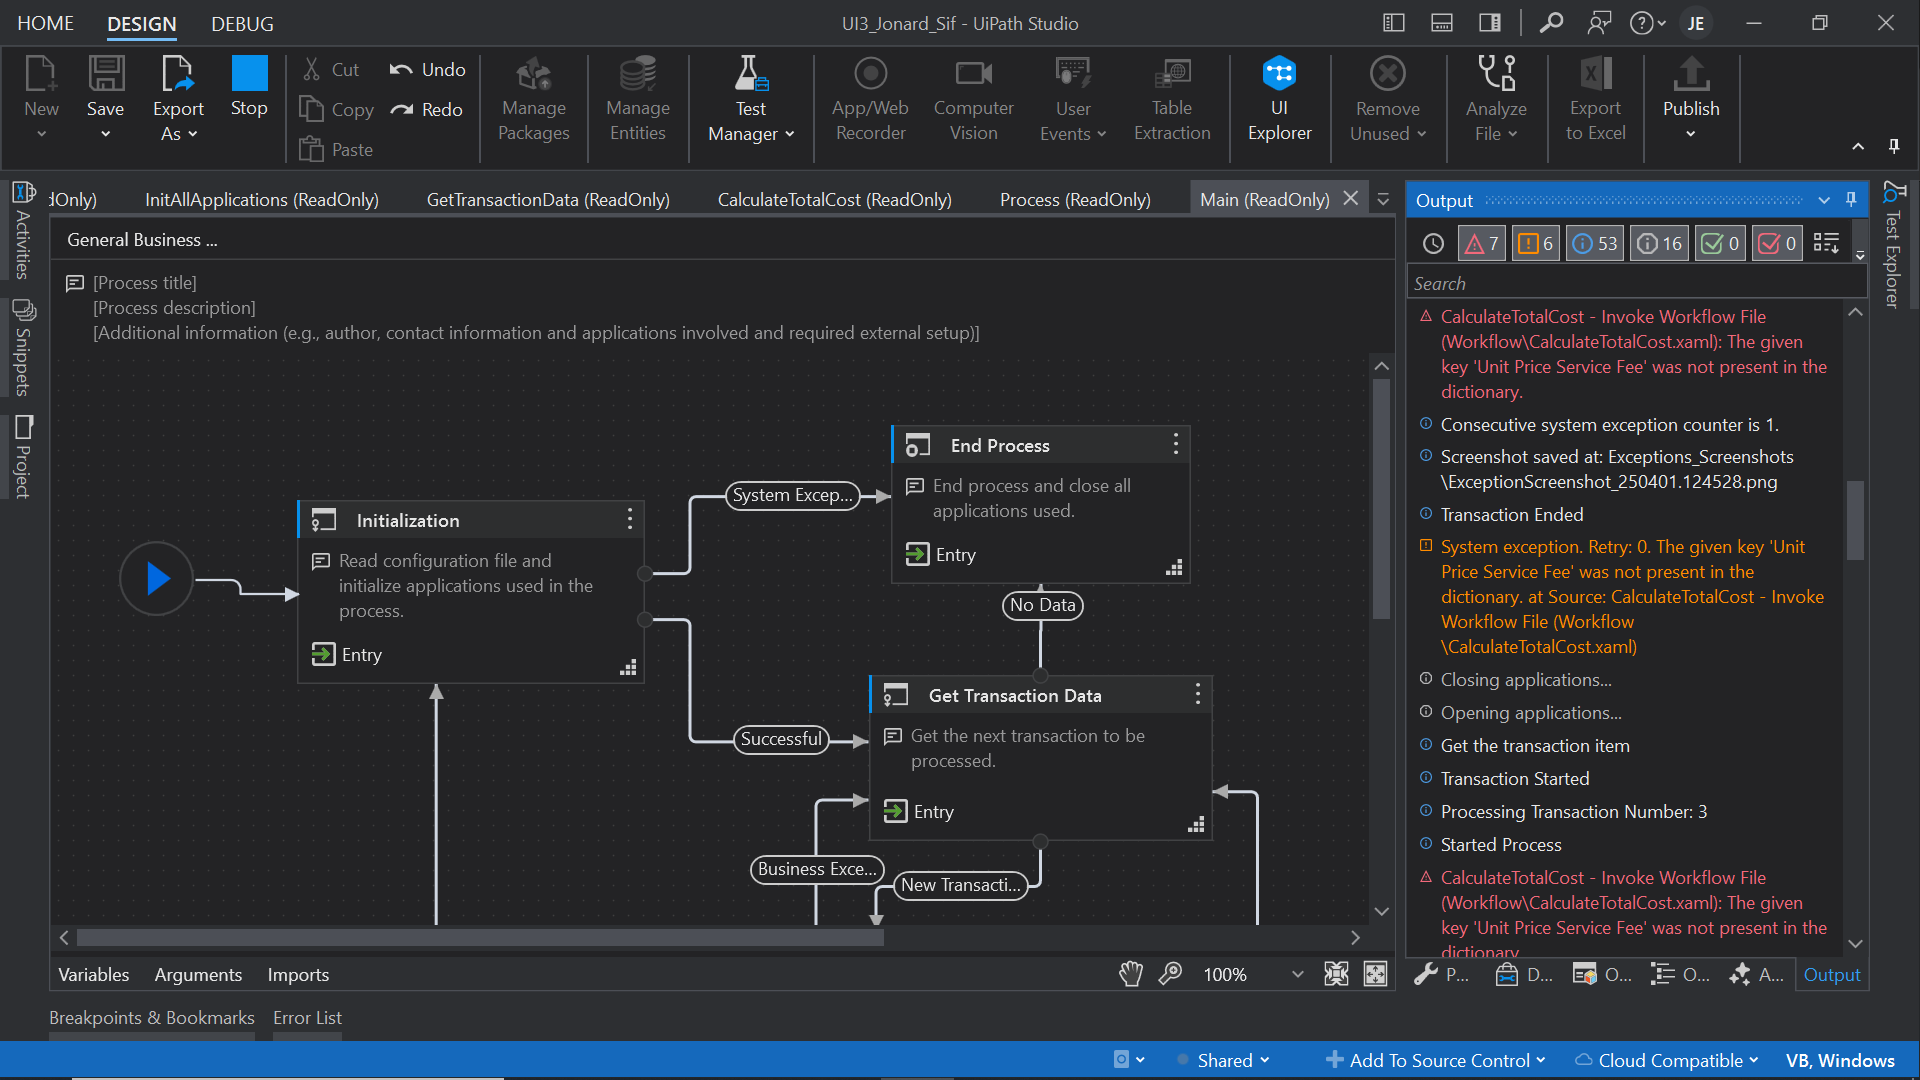 HOME DESIGN DEBUG UI3_Jonard_Sif - UiPath Studio JE
New Save Export As Stop Cut Copy Paste Undo Redo
Manage Packages
Manage Entities
Test Manager
App/Web Recorder
Computer Vision
User Events
Table Extraction
UI Explorer
Remove Unused
Analyze File
Export to Excel
Publish
dOnly) InitAllApplications (ReadOnly) GetTransactionData (ReadOnly) CalculateTotalCost (ReadOnly) Process (ReadOnly) Main (ReadOnly)
Activities
Snippets
Project
General Business ...
[Process title]
[Process description]
[Additional information (e.g., author, contact information and applications involved and required external setup)]
Initialization
Read configuration file and
initialize applications used in the
process.
Entry
System Excep...
End Process
End process and close all
applications used.
Entry
No Data
Successful
Get Transaction Data
Get the next transaction to be
processed.
Entry
Business Exce...
New Transacti...
Variables Arguments Imports 100%
Output
7 6 53 16 0 0
Search
CalculateTotalCost - Invoke Workflow File
(Workflow\CalculateTotalCost.xaml): The given
key 'Unit Price Service Fee' was not present in the
dictionary.
Consecutive system exception counter is 1.
Screenshot saved at: Exceptions_Screenshots
\ExceptionScreenshot_250401.124528.png
Transaction Ended
System exception. Retry: 0. The given key 'Unit
Price Service Fee' was not present in the
dictionary. at Source: CalculateTotalCost - Invoke
Workflow File (Workflow
\CalculateTotalCost.xaml)
Closing applications...
Opening applications...
Get the transaction item
Transaction Started
Processing Transaction Number: 3
Started Process
CalculateTotalCost - Invoke Workflow File
(Workflow\CalculateTotalCost.xaml): The given
key 'Unit Price Service Fee' was not present in the
dictionary.
P... D... O... O... A... Output
Test Explorer
Breakpoints & Bookmarks Error List
Shared Add To Source Control Cloud Compatible VB, Windows